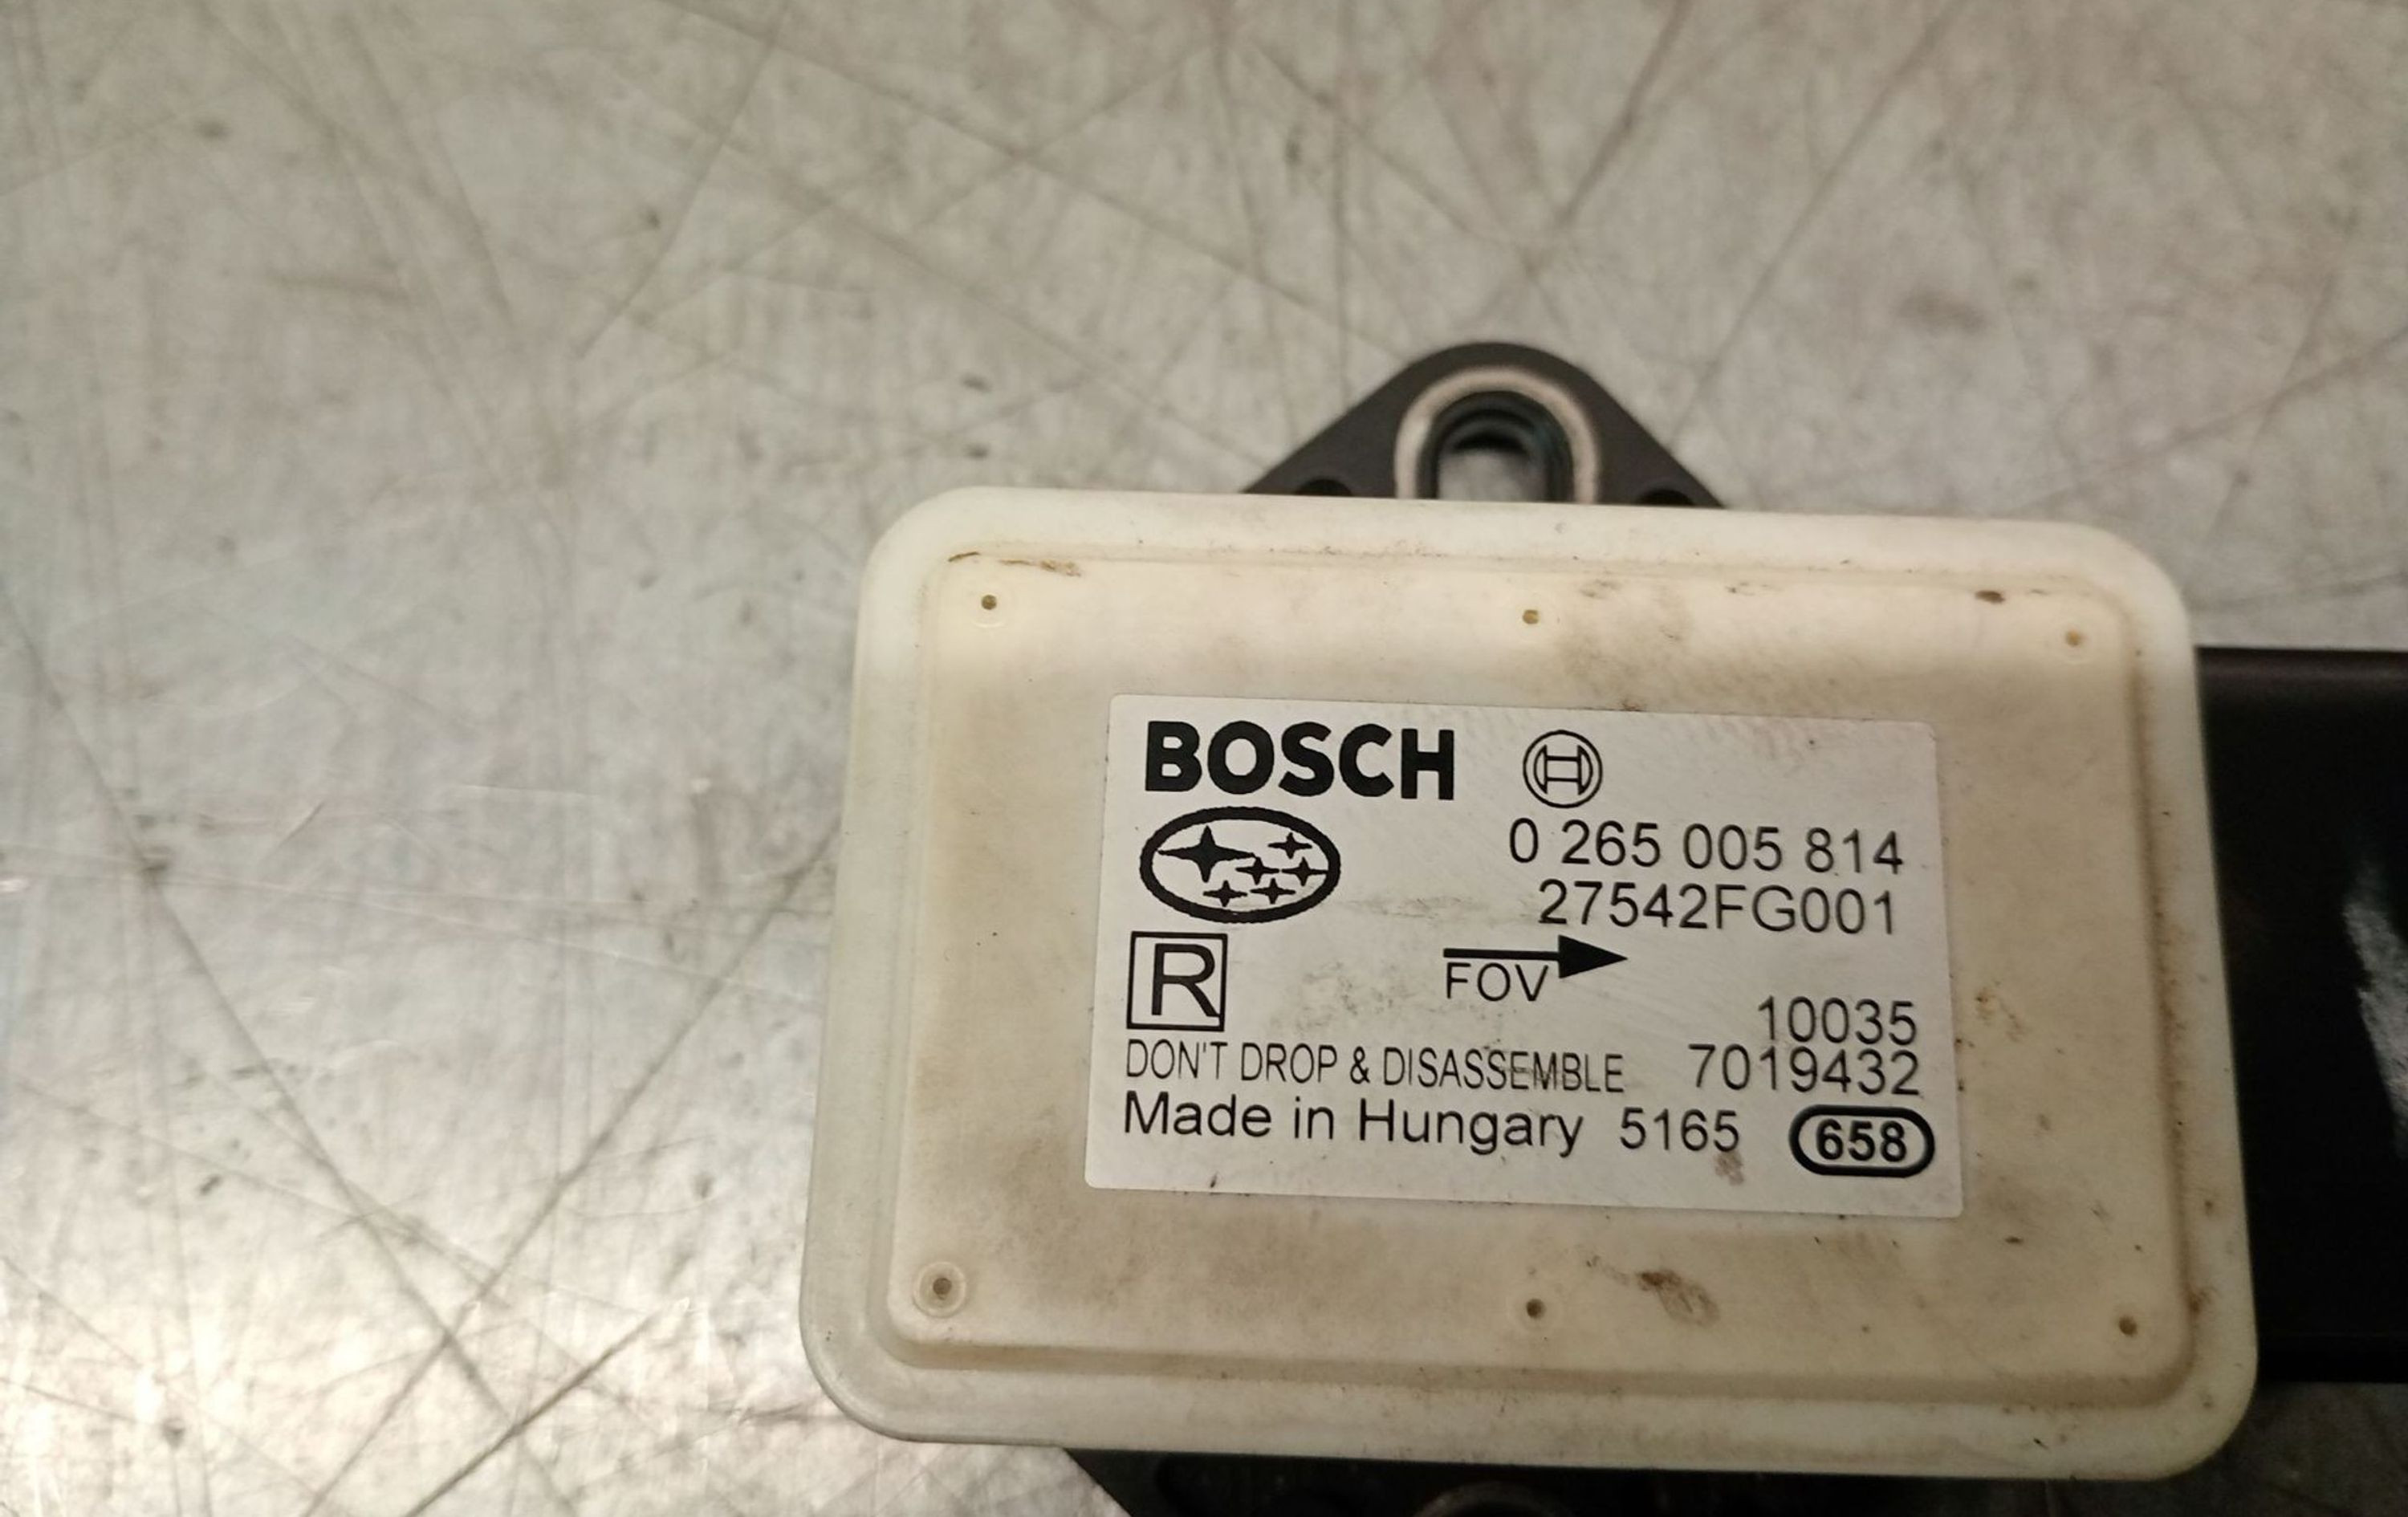 BOSCH
0 265 005 814
27542FG001
R
FOV
10035
DON'T DROP & DISASSEMBLE 7019432
Made in Hungary 5165 658